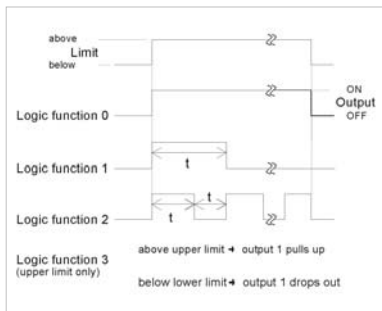 above
Limit
below
ON
Output
OFF
Logic function 0
Logic function 1
t
Logic function 2
t
t
Logic function 3
(upper limit only)
above upper limit → output 1 pulls up
below lower limit → output 1 drops out